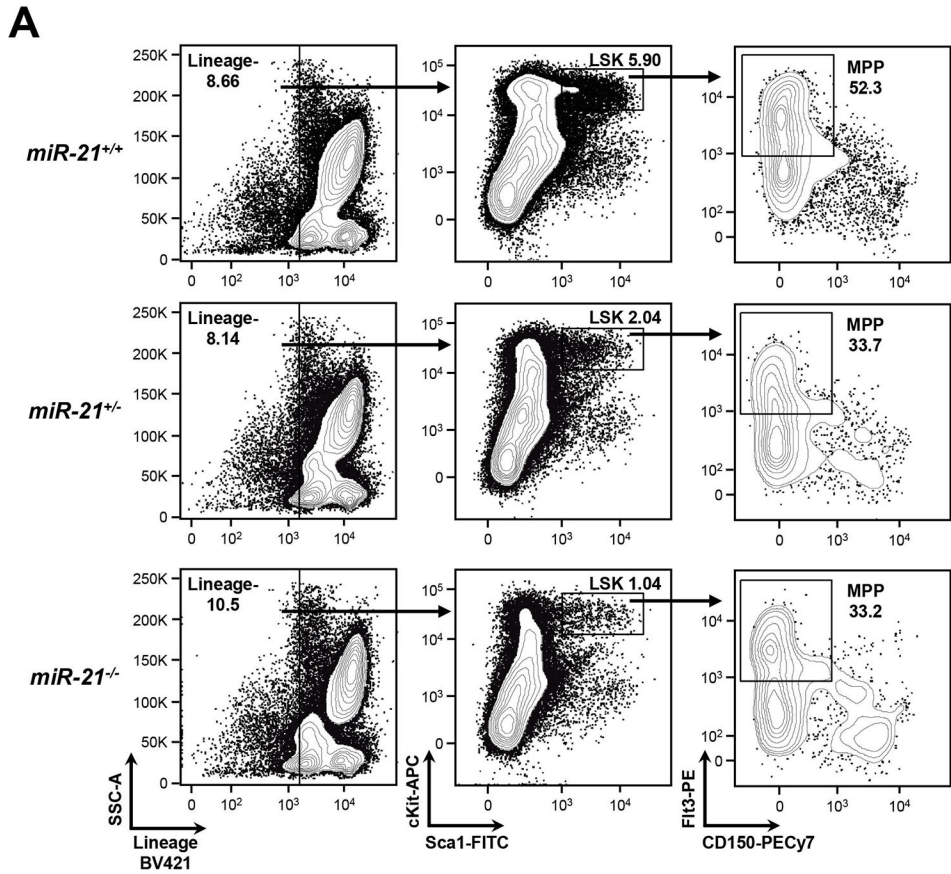 A
miR-21+/+
Lineage-
8.66
250K
200K
150K
100K
50K
0
0 10² 10³ 10⁴
LSK 5.90
10⁵
10⁴
10³
0
0 10³ 10⁴
MPP
52.3
10⁴
10³
10²
0
0 10³ 10⁴
miR-21+/-
Lineage-
8.14
250K
200K
150K
100K
50K
0
0 10² 10³ 10⁴
LSK 2.04
10⁵
10⁴
10³
0
0 10³ 10⁴
MPP
33.7
10⁴
10³
10²
0
0 10³ 10⁴
miR-21-/-
Lineage-
10.5
250K
200K
150K
100K
50K
0
0 10² 10³ 10⁴
LSK 1.04
10⁵
10⁴
10³
0
0 10³ 10⁴
MPP
33.2
10⁴
10³
10²
0
0 10³ 10⁴
SSC-A
Lineage
BV421
cKit-APC
Sca1-FITC
Flt3-PE
CD150-PECy7